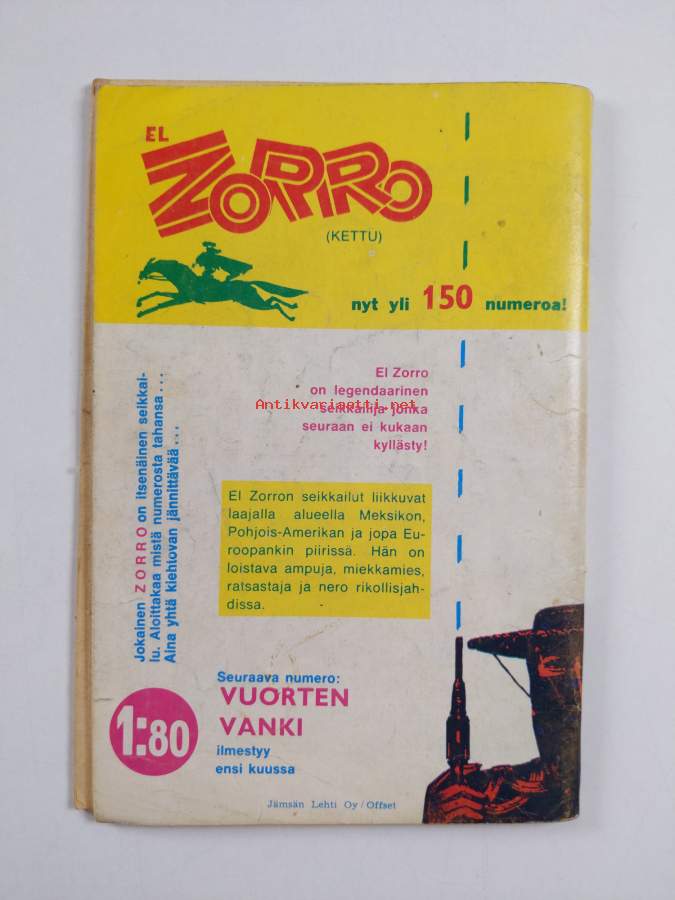 EL
ZORRO
(KETTU)
nyt yli 150 numeroa!
El Zorro
on legendaarinen
seikkailija jonka
seuraan ei kukaan
kyllästy!
Antikvariaatti.net
Jokainen ZORRO on itsenäinen seikkai-
lu. Aloittakaa mistä numerosta tahansa...
Aina yhtä kiehtovan jännittävää...
El Zorron seikkailut liikkuvat
laajalla alueella Meksikon,
Pohjois-Amerikan ja jopa Eu-
roopankin piirissä. Hän on
loistava ampuja, miekkamies,
ratsastaja ja nero rikollisjah-
dissa.
Seuraava numero:
VUORTEN
VANKI
ilmestyy
ensi kuussa
1:80
Jämsän Lehti Oy/Offset